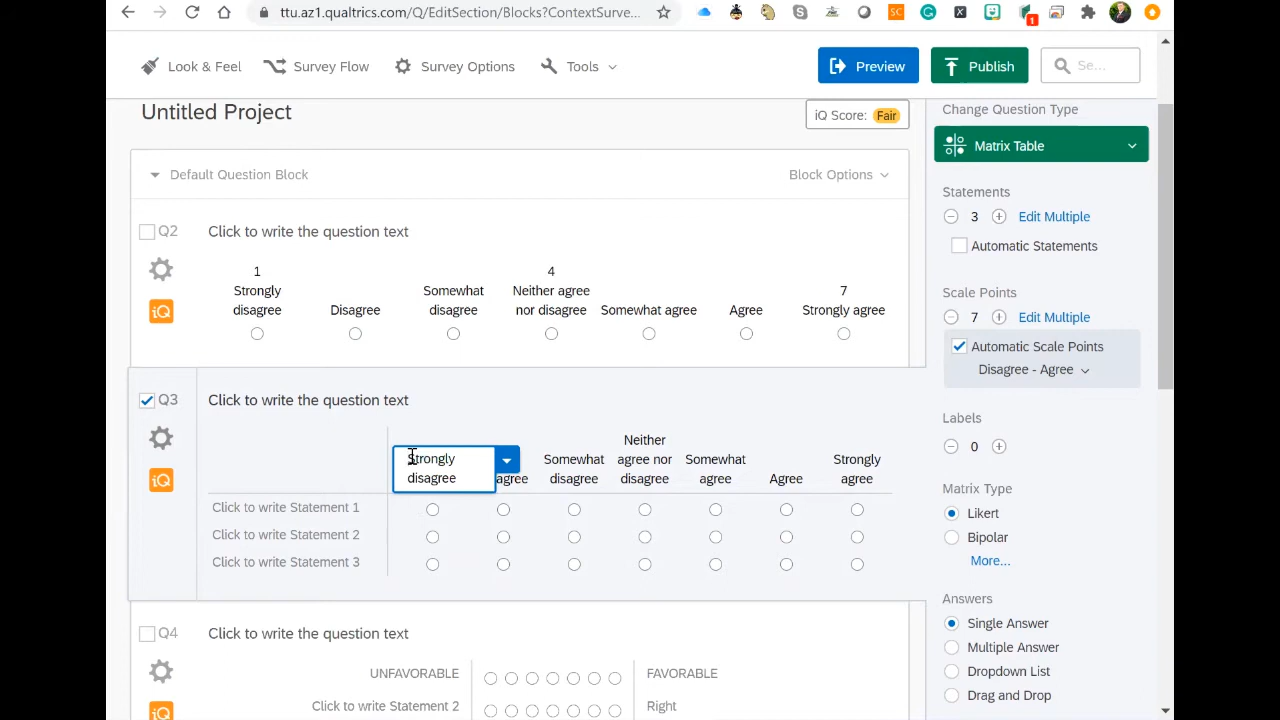 ttu.az1.qualtrics.com/Q/EditSection/Blocks?ContextSurve...
SC
X
1
Look & Feel
Survey Flow
Survey Options
Tools
Preview
Publish
Se...
Untitled Project
iQ Score: Fair
Default Question Block
Block Options
Q2
Click to write the question text
iQ
1
Strongly
disagree
Disagree
Somewhat
disagree
4
Neither agree
nor disagree
Somewhat agree
Agree
7
Strongly agree
Q3
Click to write the question text
iQ
Strongly
disagree
agree
Somewhat
disagree
Neither
agree nor
disagree
Somewhat
agree
Agree
Strongly
agree
Click to write Statement 1
Click to write Statement 2
Click to write Statement 3
Q4
Click to write the question text
iQ
UNFAVORABLE
FAVORABLE
Click to write Statement 2
Right
Change Question Type
Matrix Table
Statements
3
Edit Multiple
Automatic Statements
Scale Points
7
Edit Multiple
Automatic Scale Points
Disagree - Agree
Labels
0
Matrix Type
Likert
Bipolar
More...
Answers
Single Answer
Multiple Answer
Dropdown List
Drag and Drop